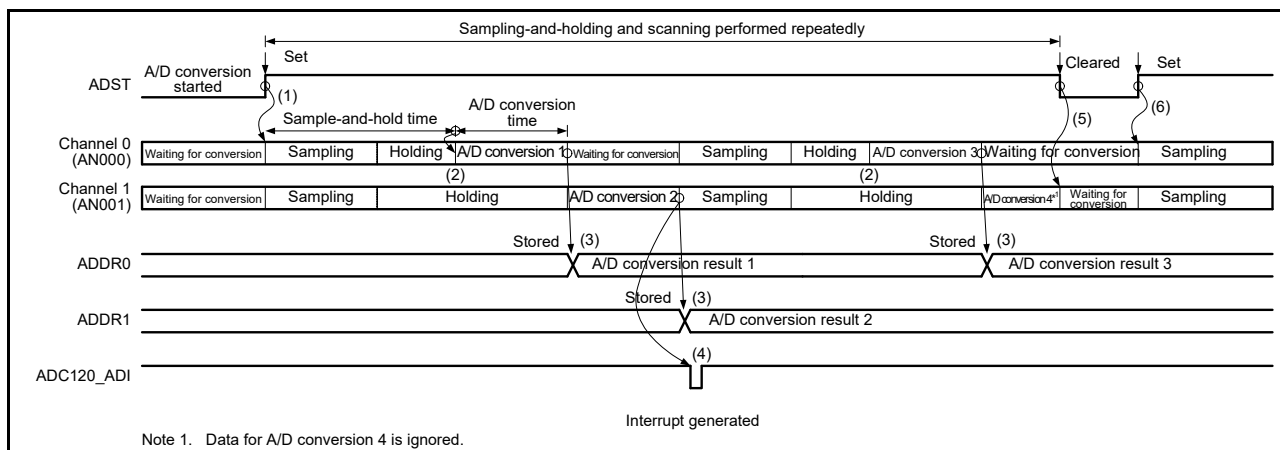 Sampling-and-holding and scanning performed repeatedly
Set
Cleared
Set
A/D conversion
started
ADST
(1)
A/D conversion
time
Sample-and-hold time
(5)
(6)
Channel 0
(AN000)
Waiting for conversion
Sampling
Holding
A/D conversion 1
Waiting for conversion
Sampling
Holding
A/D conversion 3
Waiting for conversion
Sampling
(2)
(2)
Channel 1
(AN001)
Waiting for conversion
Sampling
Holding
A/D conversion 2
Sampling
Holding
A/D conversion 4*1
Waiting for
conversion
Sampling
Stored
(3)
Stored
(3)
ADDR0
A/D conversion result 1
A/D conversion result 3
Stored
(3)
ADDR1
A/D conversion result 2
(4)
ADC120_ADI
Interrupt generated
Note 1. Data for A/D conversion 4 is ignored.